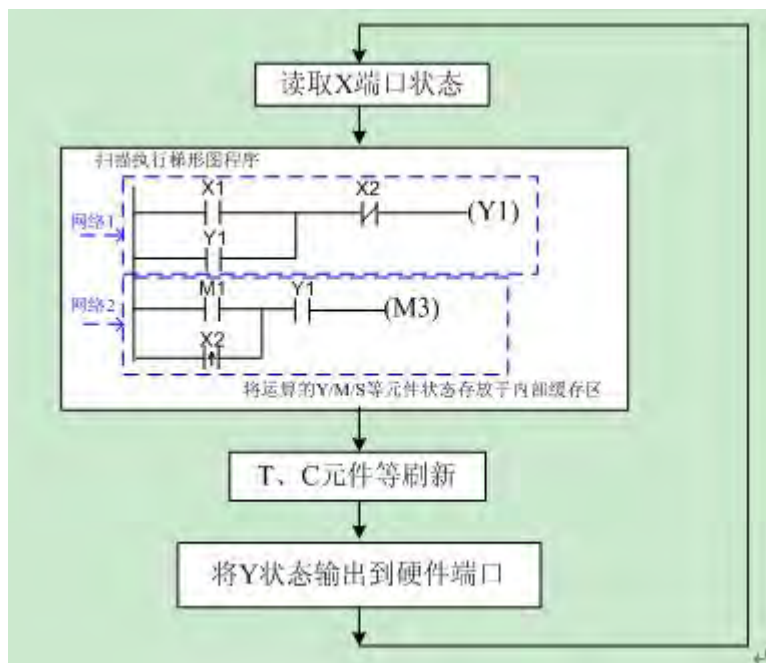 读取X端口状态
扫描执行梯形图程序
X1 X2
网络1
(Y1)
Y1
网络2
M1 Y1
(M3)
X2
将运算的Y/M/S等元件状态存放于内部缓存区
T、C元件等刷新
将Y状态输出到硬件端口